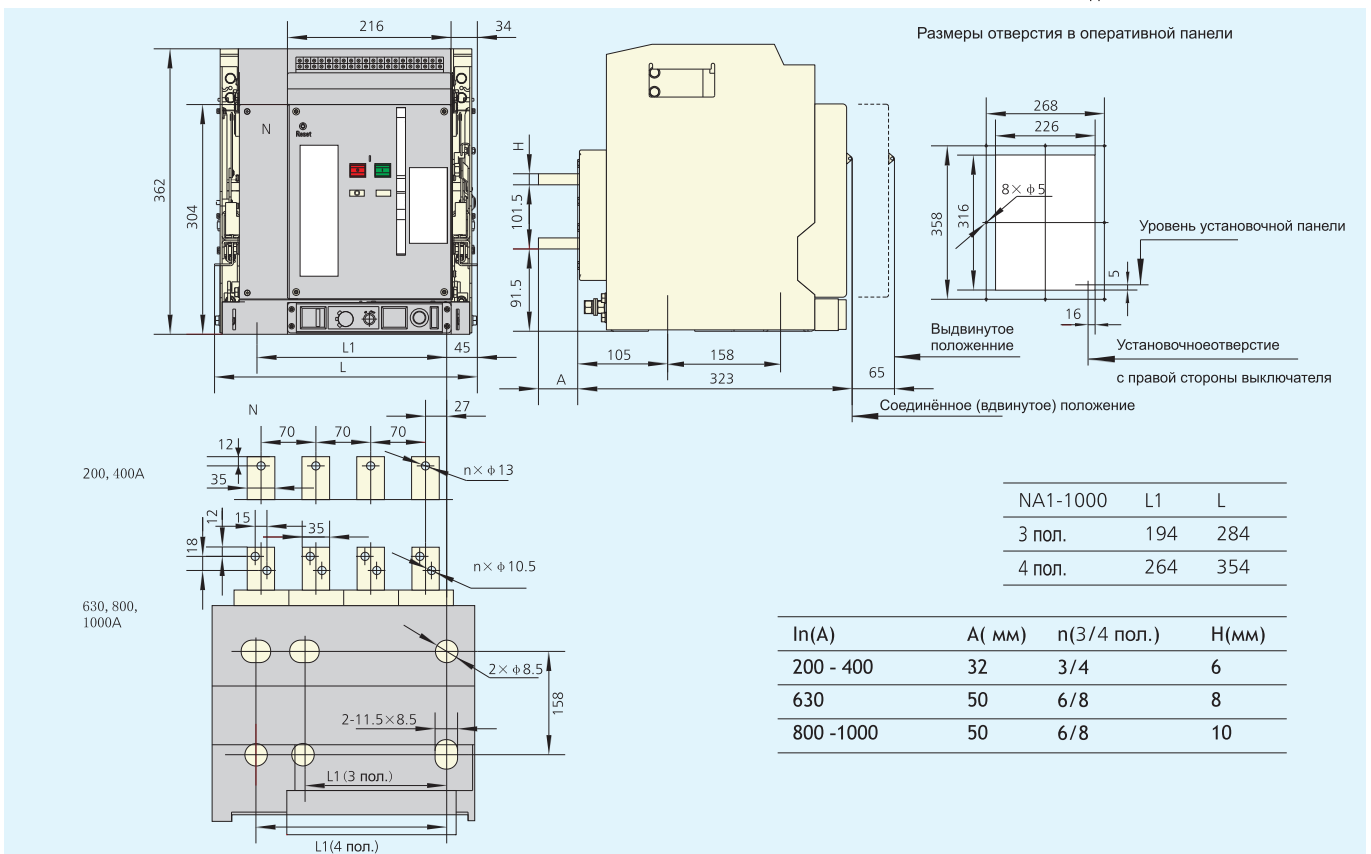 216
34
Размеры отверстия в оперативной панели
362
304
N
Reset
I
L1
45
L
H
101.5
91.5
105
158
A
323
65
Выдвинутое
положенние
Соединённое (вдвинутое) положение
268
226
8× ф5
358
316
Уровень установочной панели
5
16
Установочноеотверстие
с правой стороны выключателя
N
27
70
70
70
12
35
n× ф13
200, 400A
12
15
35
18
n× ф10.5
630, 800,
1000A
2× ф8.5
158
2-11.5×8.5
L1 (3 пол.)
L1(4 пол.)
NA1-1000 L1 L
3 пол. 194 284
4 пол. 264 354
In(A) A( мм) n(3/4 пол.) H(мм)
200 - 400 32 3/4 6
630 50 6/8 8
800 -1000 50 6/8 10